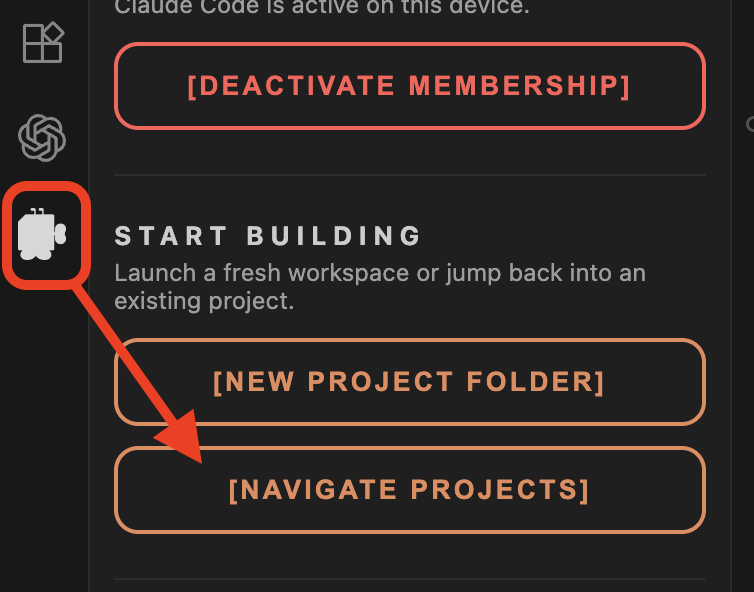 Claude Code is active on this device.
[DEACTIVATE MEMBERSHIP]
START BUILDING
Launch a fresh workspace or jump back into an
existing project.
[NEW PROJECT FOLDER]
[NAVIGATE PROJECTS]